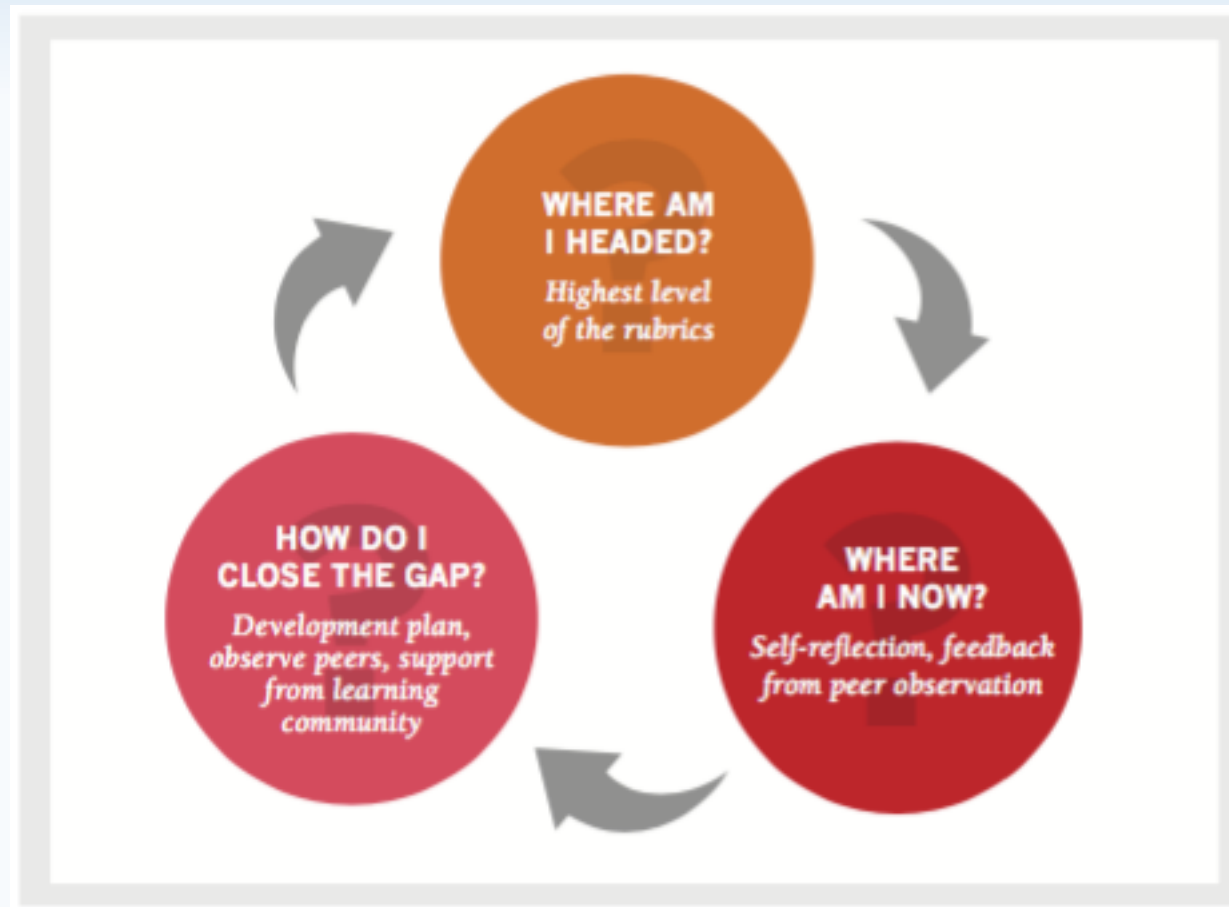 WHERE AM
I HEADED?
Highest level
of the rubrics
WHERE
AM I NOW?
Self-reflection, feedback
from peer observation
HOW DO I
CLOSE THE GAP?
Development plan,
observe peers, support
from learning
community